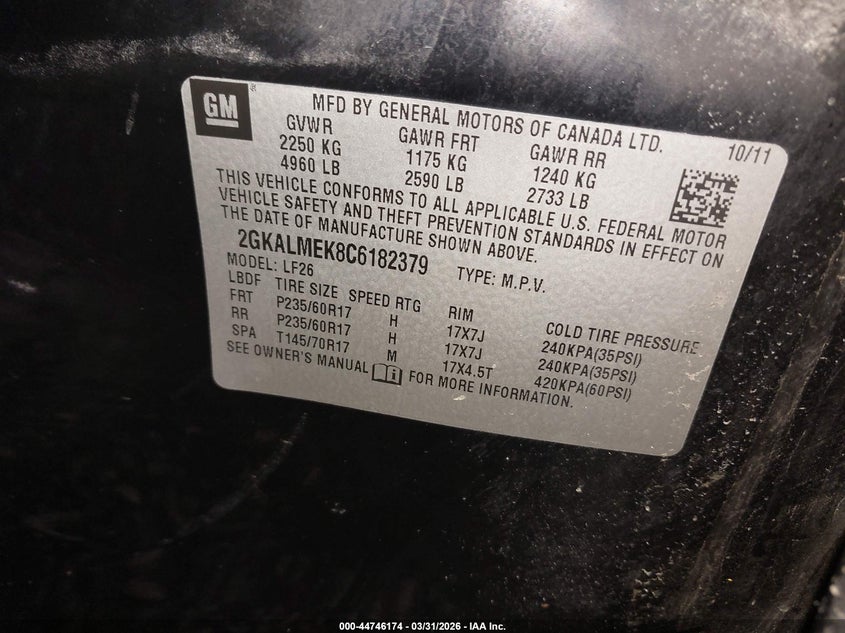 GM
MFD BY GENERAL MOTORS OF CANADA LTD.
10/11
GVWR GAWR FRT GAWR RR
2250 KG 1175 KG 1240 KG
4960 LB 2590 LB 2733 LB
THIS VEHICLE CONFORMS TO ALL APPLICABLE U.S. FEDERAL MOTOR
VEHICLE SAFETY AND THEFT PREVENTION STANDARDS IN EFFECT ON
THE DATE OF MANUFACTURE SHOWN ABOVE.
2GKALMEK8C6182379 TYPE: M.P.V.
MODEL: LF26
LBDF TIRE SIZE SPEED RTG RIM COLD TIRE PRESSURE
FRT P235/60R17 H 17X7J 240KPA(35PSI)
RR P235/60R17 H 17X7J 240KPA(35PSI)
SPA T145/70R17 M 17X4.5T 420KPA(60PSI)
SEE OWNER'S MANUAL FOR MORE INFORMATION.
000-44746174 - 03/31/2026 - IAA Inc.